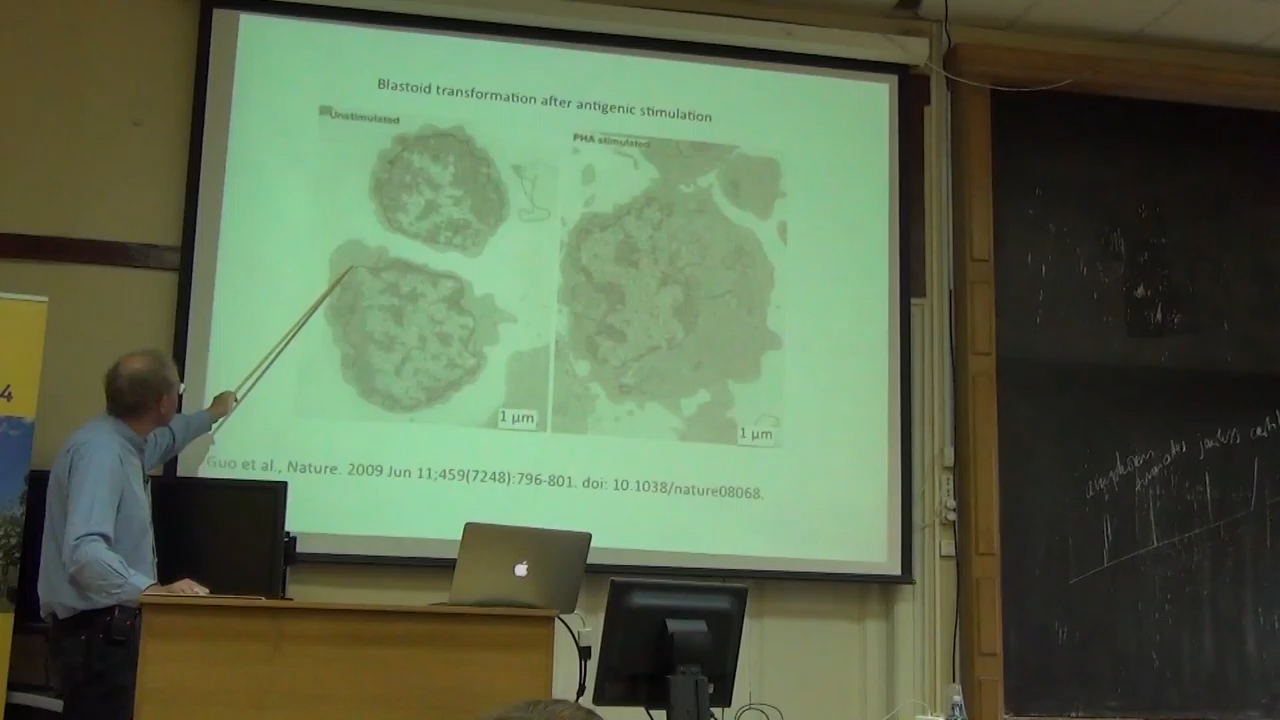 Blastoid transformation after antigenic stimulation
Unstimulated
PHA stimulated
1 µm
1 µm
Guo et al., Nature. 2009 Jun 11;459(7248):796-801. doi: 10.1038/nature08068.
4